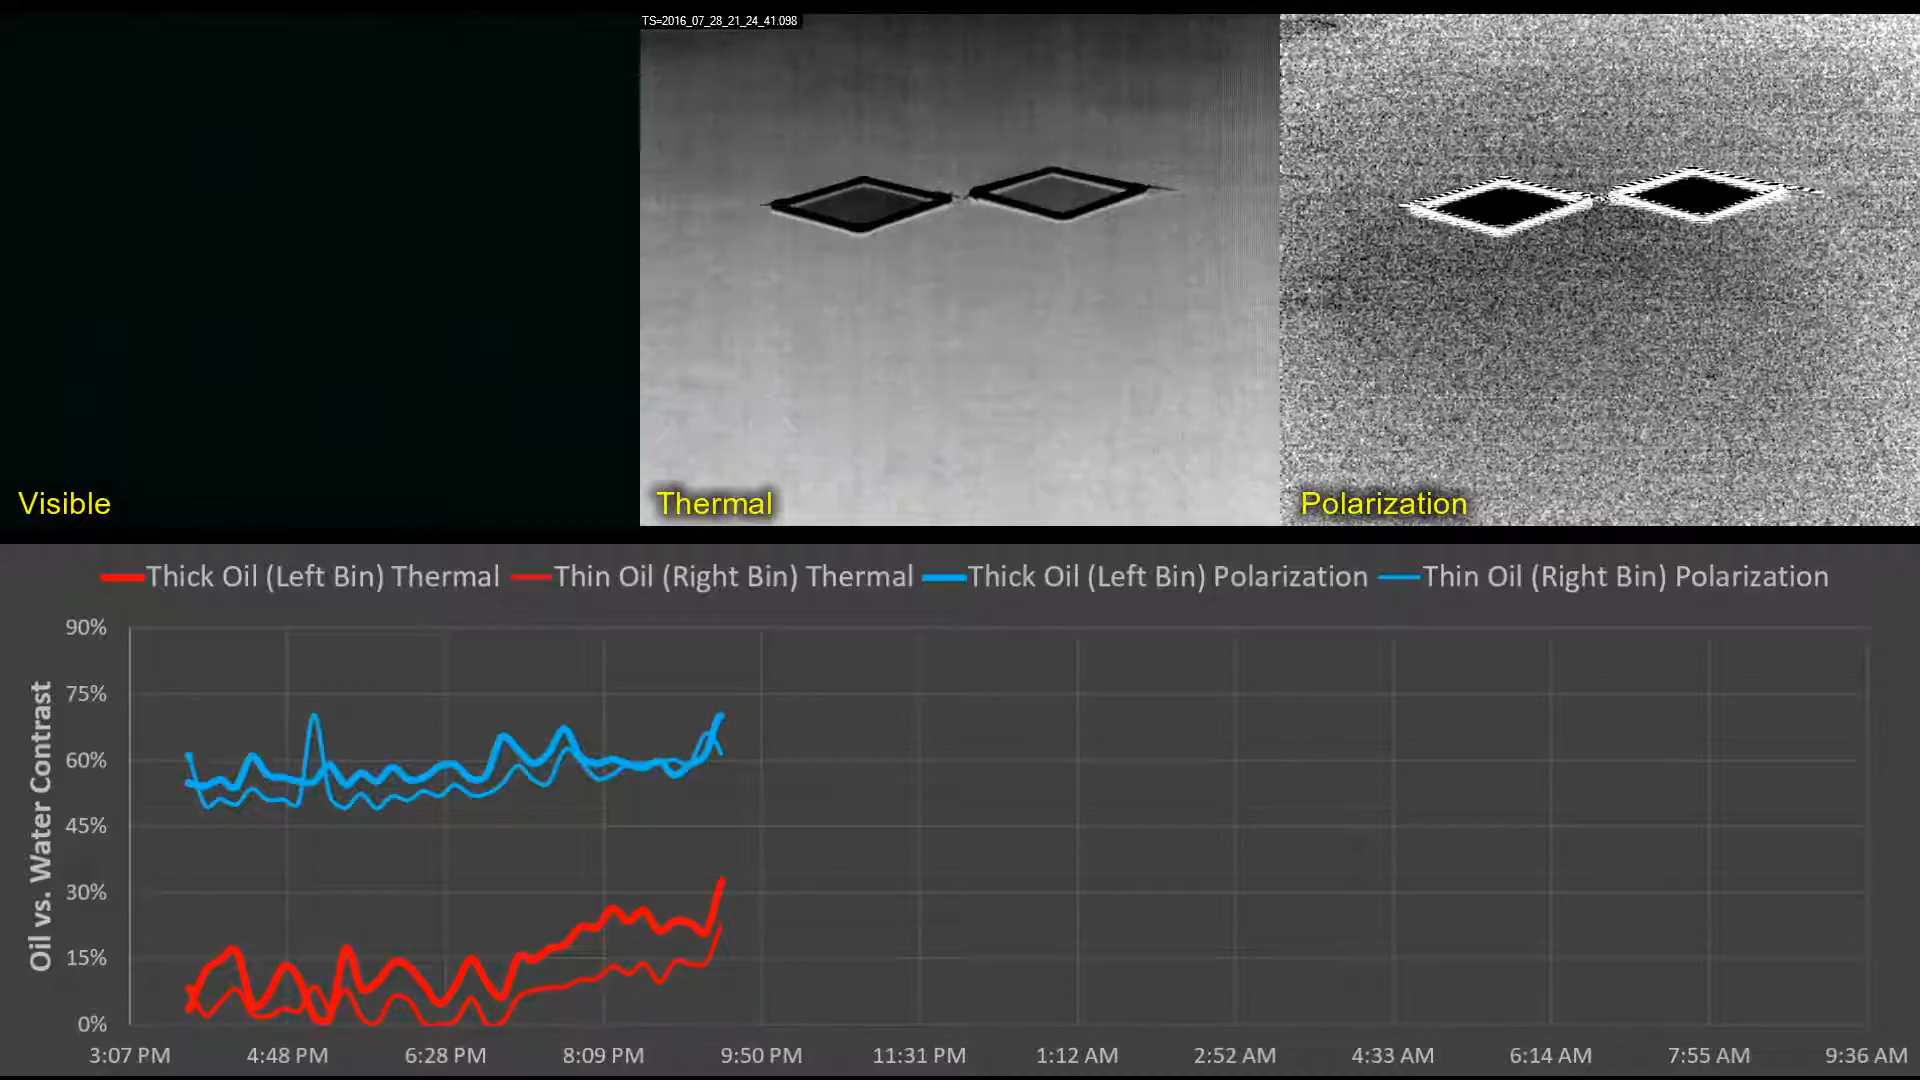 TS=2016_07_28_21_24_41.098
Visible
Thermal
Polarization
Thick Oil (Left Bin) Thermal
Thin Oil (Right Bin) Thermal
Thick Oil (Left Bin) Polarization
Thin Oil (Right Bin) Polarization
Oil vs. Water Contrast
90%
75%
60%
45%
30%
15%
0%
3:07 PM
4:48 PM
6:28 PM
8:09 PM
9:50 PM
11:31 PM
1:12 AM
2:52 AM
4:33 AM
6:14 AM
7:55 AM
9:36 AM